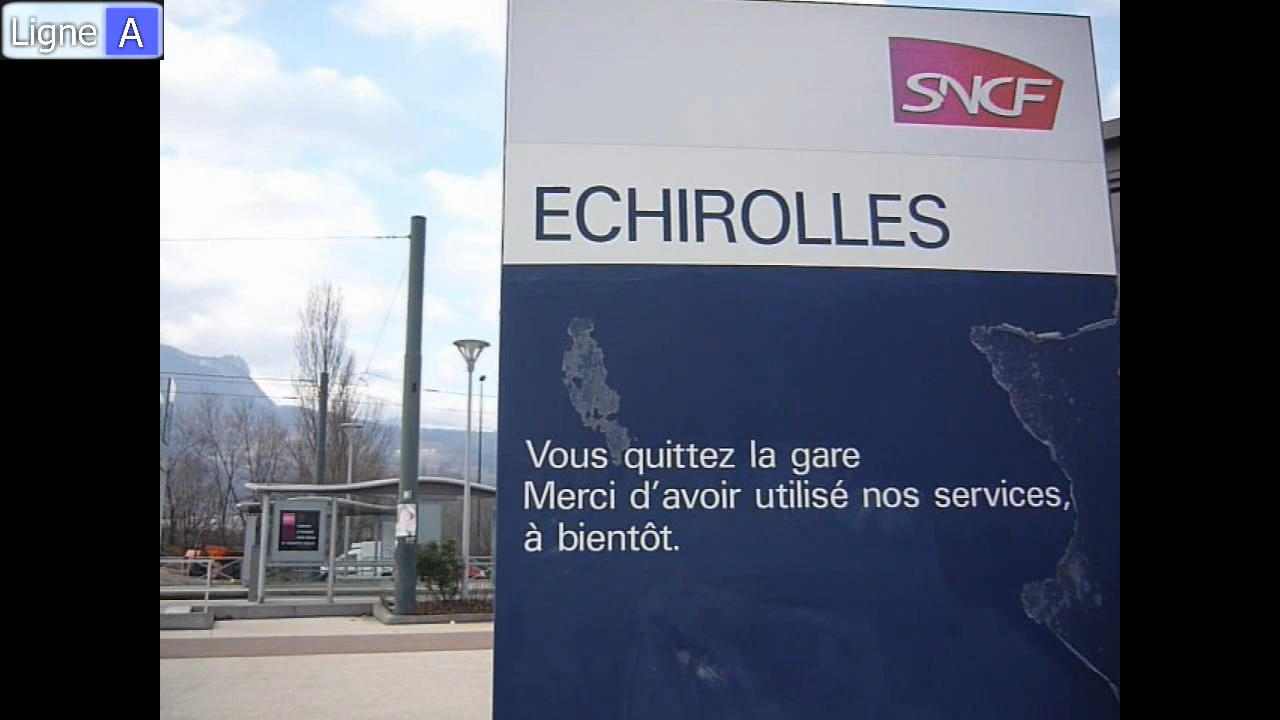 Ligne A
SNCF
ECHIROLLES
Vous quittez la gare
Merci d'avoir utilisé nos services,
à bientôt.